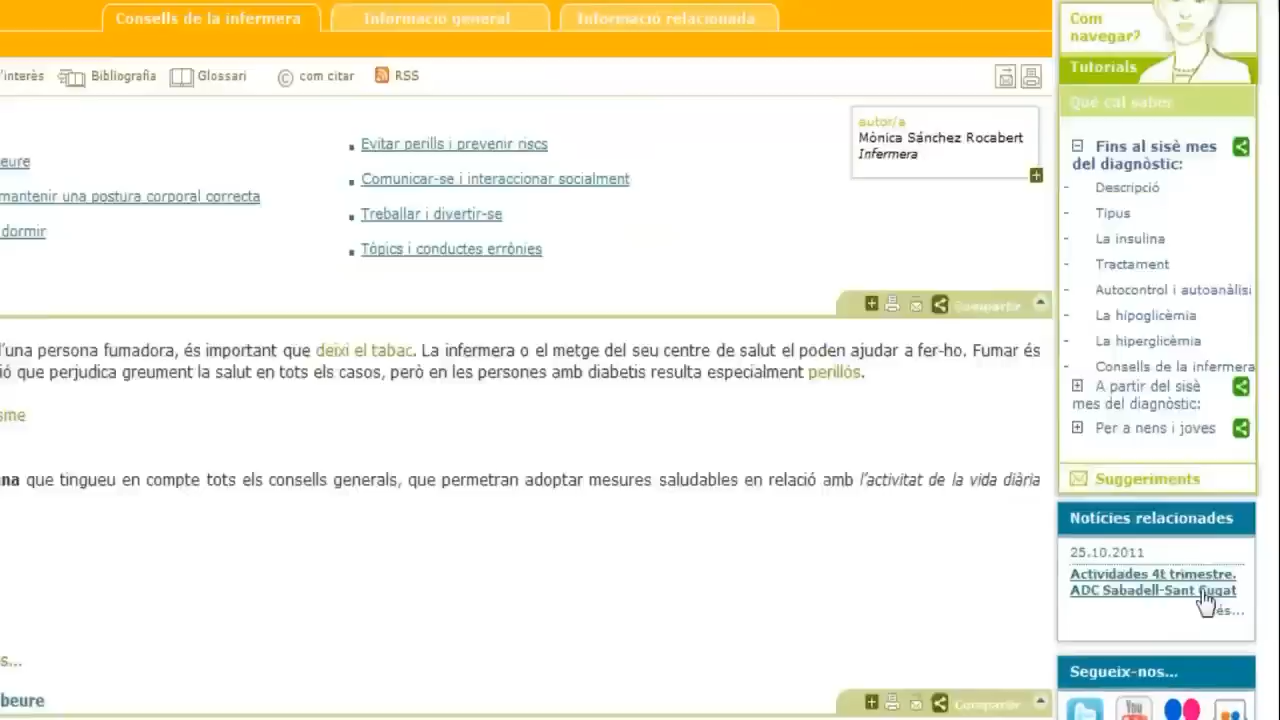 Consells de la infermera
Informació general
Informació relacionada
'interès
Bibliografia
Glossari
com citar
RSS
Evitar perills i prevenir riscs
eure
Comunicar-se i interaccionar socialment
mantenir una postura corporal correcta
Treballar i divertir-se
dormir
Tòpics i conductes errònies
autor/a
Mònica Sánchez Rocabert
Infermera
Compartir
l'una persona fumadora, és important que deixi el tabac. La infermera o el metge del seu centre de salut el poden ajudar a fer-ho. Fumar és
ió que perjudica greument la salut en tots els casos, però en les persones amb diabetis resulta especialment perillós.
sme
na que tingueu en compte tots els consells generals, que permetran adoptar mesures saludables en relació amb l'activitat de la vida diària
s...
beure
Compartir
Com
navegar?
Tutorials
Què cal saber
Fins al sisè mes
del diagnòstic:
- Descripció
- Tipus
- La insulina
- Tractament
- Autocontrol i autoanàlisi
- La hipoglicèmia
- La hiperglicèmia
- Consells de la infermera
A partir del sisè
mes del diagnòstic:
Per a nens i joves
Suggeriments
Notícies relacionades
25.10.2011
Actividades 4t trimestre.
ADC Sabadell-Sant Cugat
és...
Segueix-nos...
You